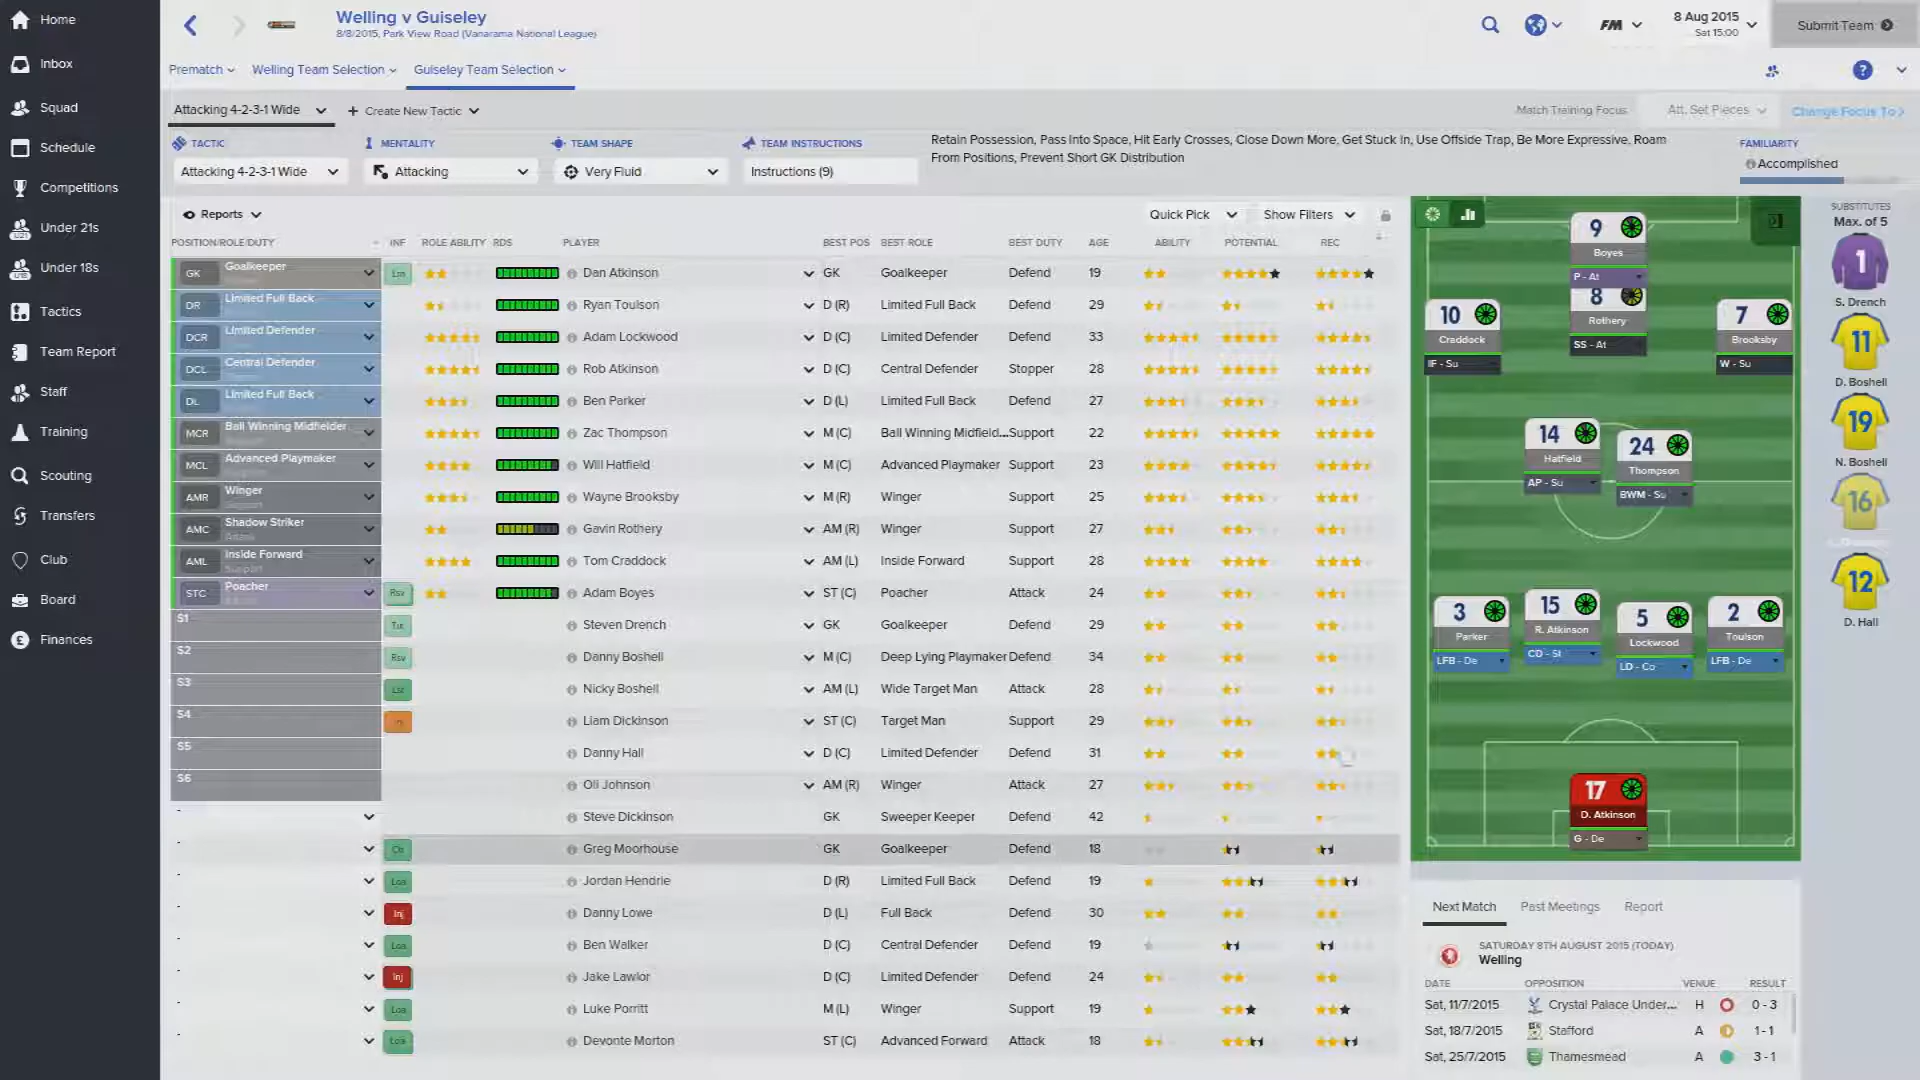 Home
Inbox
Squad
Schedule
Competitions
Under 21s
Under 18s
Tactics
Team Report
Staff
Training
Scouting
Transfers
Club
Board
Finances
Welling v Guiseley
8/8/2015, Park View Road (Vanarama National League)
FM
8 Aug 2015
Sat 15:00
Submit Team
Prematch
Welling Team Selection
Guiseley Team Selection
Attacking 4-2-3-1 Wide
+ Create New Tactic
Match Training Focus
Att. Set Pieces
Change Focus To >
TACTIC
MENTALITY
TEAM SHAPE
TEAM INSTRUCTIONS
Attacking 4-2-3-1 Wide
Attacking
Very Fluid
Instructions (9)
Retain Possession, Pass Into Space, Hit Early Crosses, Close Down More, Get Stuck In, Use Offside Trap, Be More Expressive, Roam
From Positions, Prevent Short GK Distribution
FAMILIARITY
Accomplished
Reports
Quick Pick
Show Filters
POSITION/ROLE/DUTY INF ROLE ABILITY RDS PLAYER BEST POS BEST ROLE BEST DUTY AGE ABILITY POTENTIAL REC
GK Goalkeeper Lrn Dan Atkinson GK Goalkeeper Defend 19
DR Limited Full Back Ryan Toulson D (R) Limited Full Back Defend 29
DCR Limited Defender Adam Lockwood D (C) Limited Defender Defend 33
DCL Central Defender Rob Atkinson D (C) Central Defender Stopper 28
DL Limited Full Back Ben Parker D (L) Limited Full Back Defend 27
MCR Ball Winning Midfielder Zac Thompson M (C) Ball Winning Midfield... Support 22
MCL Advanced Playmaker Will Hatfield M (C) Advanced Playmaker Support 23
AMR Winger Wayne Brooksby M (R) Winger Support 25
AMC Shadow Striker Attack Gavin Rothery AM (R) Winger Support 27
AML Inside Forward Support Tom Craddock AM (L) Inside Forward Support 28
STC Poacher Rsv Adam Boyes ST (C) Poacher Attack 24
S1 Tut Steven Drench GK Goalkeeper Defend 29
S2 Rsv Danny Boshell M (C) Deep Lying Playmaker Defend 34
S3 Lst Nicky Boshell AM (L) Wide Target Man Attack 28
S4 Liam Dickinson ST (C) Target Man Support 29
S5 Danny Hall D (C) Limited Defender Defend 31
S6 Oli Johnson AM (R) Winger Attack 27
- Steve Dickinson GK Sweeper Keeper Defend 42
- Greg Moorhouse GK Goalkeeper Defend 18
- Loa Jordan Hendrie D (R) Limited Full Back Defend 19
- Inj Danny Lowe D (L) Full Back Defend 30
- Loa Ben Walker D (C) Central Defender Defend 19
- Inj Jake Lawlor D (C) Limited Defender Defend 24
- Loa Luke Porritt M (L) Winger Support 19
- Loa Devonte Morton ST (C) Advanced Forward Attack 18
9
Boyes
P - At
10
Craddock
IF - Su
8
Rothery
SS - At
7
Brooksby
W - Su
14
Hatfield
AP - Su
24
Thompson
BWM - Su
3
Parker
LFB - De
15
R. Atkinson
CD - St
5
Lockwood
LD - Co
2
Toulson
LFB - De
17
D. Atkinson
G - De
SUBSTITUTES
Max. of 5
1
S. Drench
11
D. Boshell
19
N. Boshell
16
12
D. Hall
Next Match
Past Meetings
Report
SATURDAY 8TH AUGUST 2015 (TODAY)
Welling
DATE OPPOSITION VENUE RESULT
Sat, 11/7/2015 Crystal Palace Under... H 0 - 3
Sat, 18/7/2015 Stafford A 1 - 1
Sat, 25/7/2015 Thamesmead A 3 - 1